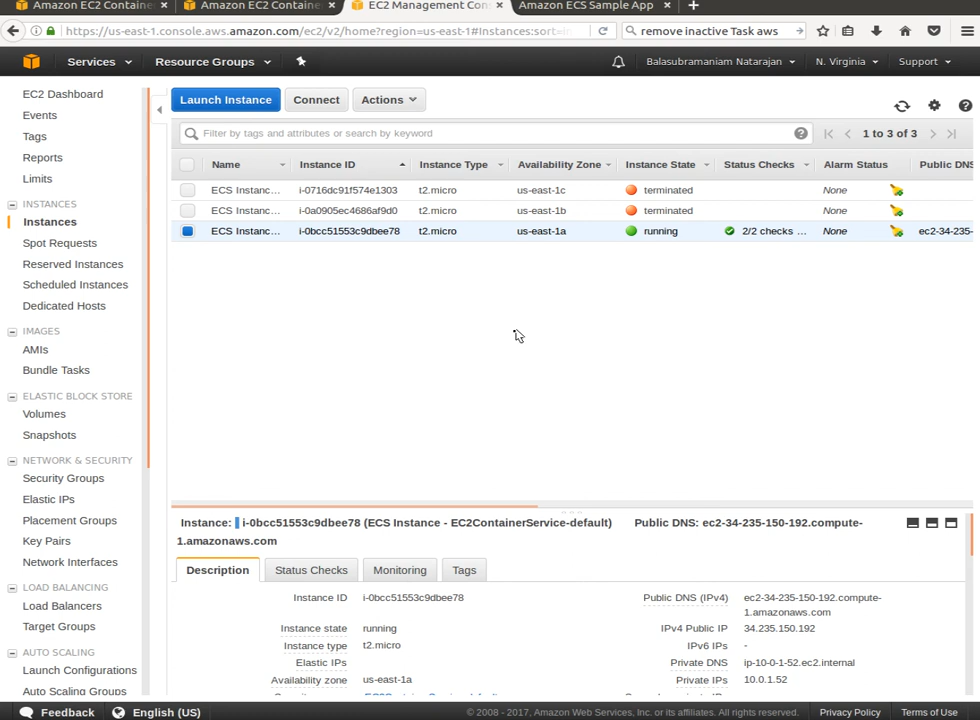 Amazon EC2 Containe
Amazon EC2 Containe
EC2 Management Con
Amazon ECS Sample App
https://us-east-1.console.aws.amazon.com/ec2/v2/home?region=us-east-1#Instances:sort=
remove inactive Task aws
Services
Resource Groups
Balasubramaniam Natarajan
N. Virginia
Support
EC2 Dashboard
Events
Tags
Reports
Limits
INSTANCES
Instances
Spot Requests
Reserved Instances
Scheduled Instances
Dedicated Hosts
IMAGES
AMIs
Bundle Tasks
ELASTIC BLOCK STORE
Volumes
Snapshots
NETWORK & SECURITY
Security Groups
Elastic IPs
Placement Groups
Key Pairs
Network Interfaces
LOAD BALANCING
Load Balancers
Target Groups
AUTO SCALING
Launch Configurations
Auto Scaling Groups
Launch Instance
Connect
Actions
Filter by tags and attributes or search by keyword
1 to 3 of 3
Name Instance ID Instance Type Availability Zone Instance State Status Checks Alarm Status Public DNS
ECS Instanc... i-0716dc91f574e1303 t2.micro us-east-1c terminated None
ECS Instanc... i-0a0905ec4686af9d0 t2.micro us-east-1b terminated None
ECS Instanc... i-0bcc51553c9dbee78 t2.micro us-east-1a running 2/2 checks ... None ec2-34-235-
Instance: i-0bcc51553c9dbee78 (ECS Instance - EC2ContainerService-default) Public DNS: ec2-34-235-150-192.compute-
1.amazonaws.com
Description
Status Checks
Monitoring
Tags
Instance ID i-0bcc51553c9dbee78
Instance state running
Instance type t2.micro
Elastic IPs
Availability zone us-east-1a
Public DNS (IPv4) ec2-34-235-150-192.compute-
1.amazonaws.com
IPv4 Public IP 34.235.150.192
IPv6 IPs -
Private DNS ip-10-0-1-52.ec2.internal
Private IPs 10.0.1.52
Feedback
English (US)
© 2008 - 2017, Amazon Web Services, Inc. or its affiliates. All rights reserved.
Privacy Policy
Terms of Use